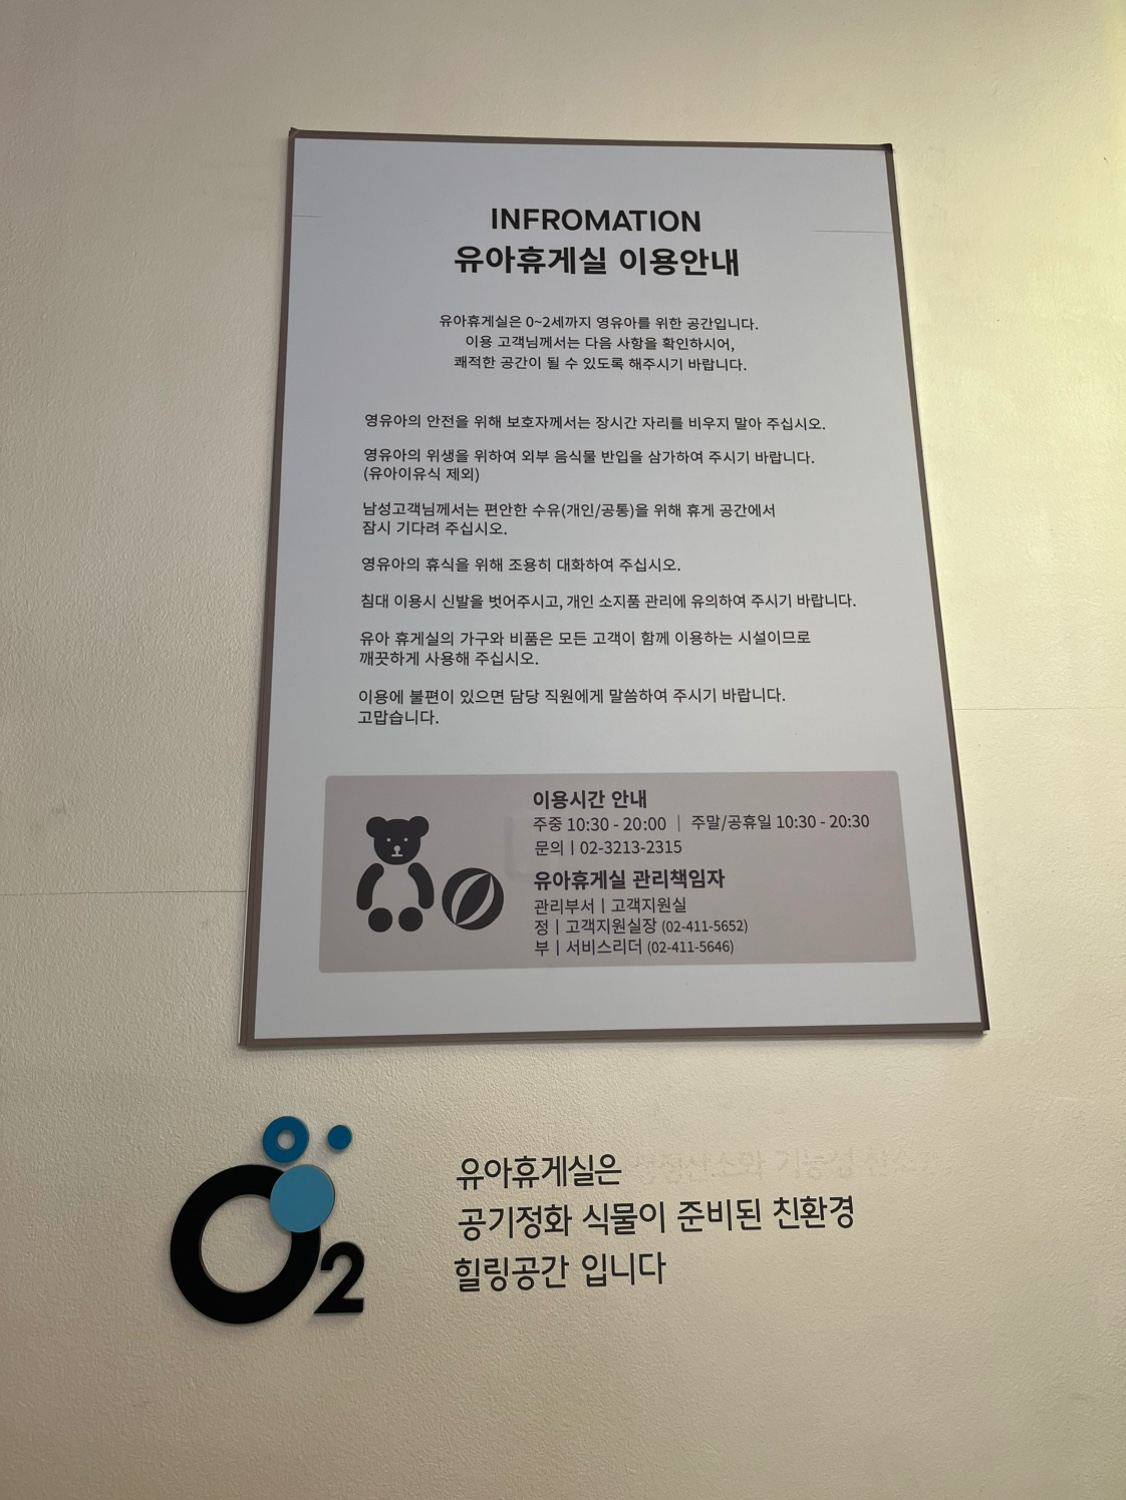 INFROMATION
유아휴게실 이용안내
유아휴게실은 0~2세까지 영유아를 위한 공간입니다.
이용 고객님께서는 다음 사항을 확인하시어,
쾌적한 공간이 될 수 있도록 해주시기 바랍니다.
영유아의 안전을 위해 보호자께서는 장시간 자리를 비우지 말아 주십시오.
영유아의 위생을 위하여 외부 음식물 반입을 삼가하여 주시기 바랍니다.
(유아이유식 제외)
남성고객님께서는 편안한 수유(개인/공통)을 위해 휴게 공간에서
잠시 기다려 주십시오.
영유아의 휴식을 위해 조용히 대화하여 주십시오.
침대 이용시 신발을 벗어주시고, 개인 소지품 관리에 유의하여 주시기 바랍니다.
유아 휴게실의 가구와 비품은 모든 고객이 함께 이용하는 시설이므로
깨끗하게 사용해 주십시오.
이용에 불편이 있으면 담당 직원에게 말씀하여 주시기 바랍니다.
고맙습니다.
이용시간 안내
주중 10:30 - 20:00 | 주말/공휴일 10:30 - 20:30
문의 | 02-3213-2315
유아휴게실 관리책임자
관리부서 | 고객지원실
정 | 고객지원실장 (02-411-5652)
부 | 서비스리더 (02-411-5646)
O2
유아휴게실은
공기정화 식물이 준비된 친환경
힐링공간 입니다